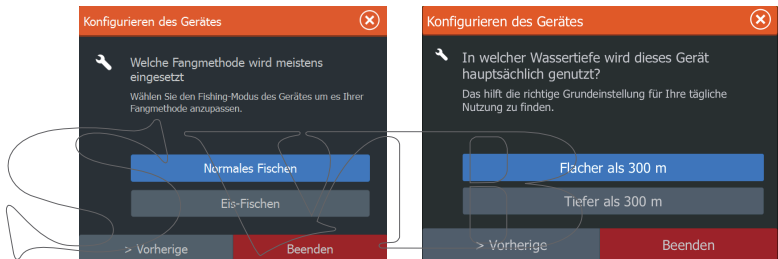 Konfigurieren des Gerätes
Welche Fangmethode wird meistens
eingesetzt
Wählen Sie den Fishing-Modus des Gerätes um es Ihrer
Fangmethode anzupassen.
Normales Fischen
Eis-Fischen
> Vorherige
Beenden
Konfigurieren des Gerätes
In welcher Wassertiefe wird dieses Gerät
hauptsächlich genutzt?
Das hilft die richtige Grundeinstellung für Ihre tägliche
Nutzung zu finden.
Flacher als 300 m
Tiefer als 300 m
> Vorherige
Beenden